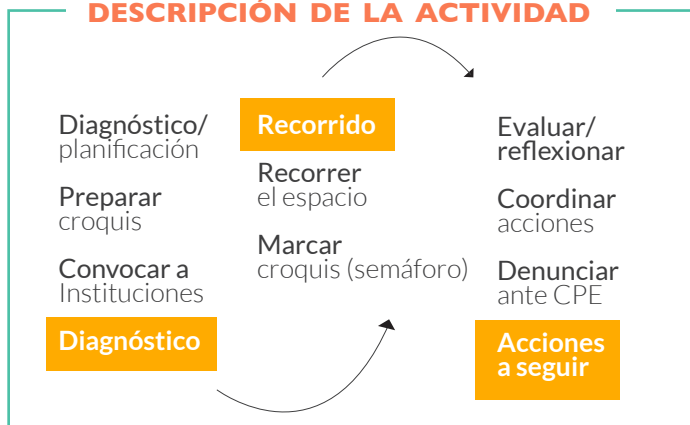 DESCRIPCIÓN DE LA ACTIVIDAD
Diagnóstico/
planificación
Preparar
croquis
Convocar a
Instituciones
Diagnóstico
Recorrido
Recorrer
el espacio
Marcar
croquis (semáforo)
Evaluar/
reflexionar
Coordinar
acciones
Denunciar
ante CPE
Acciones
a seguir